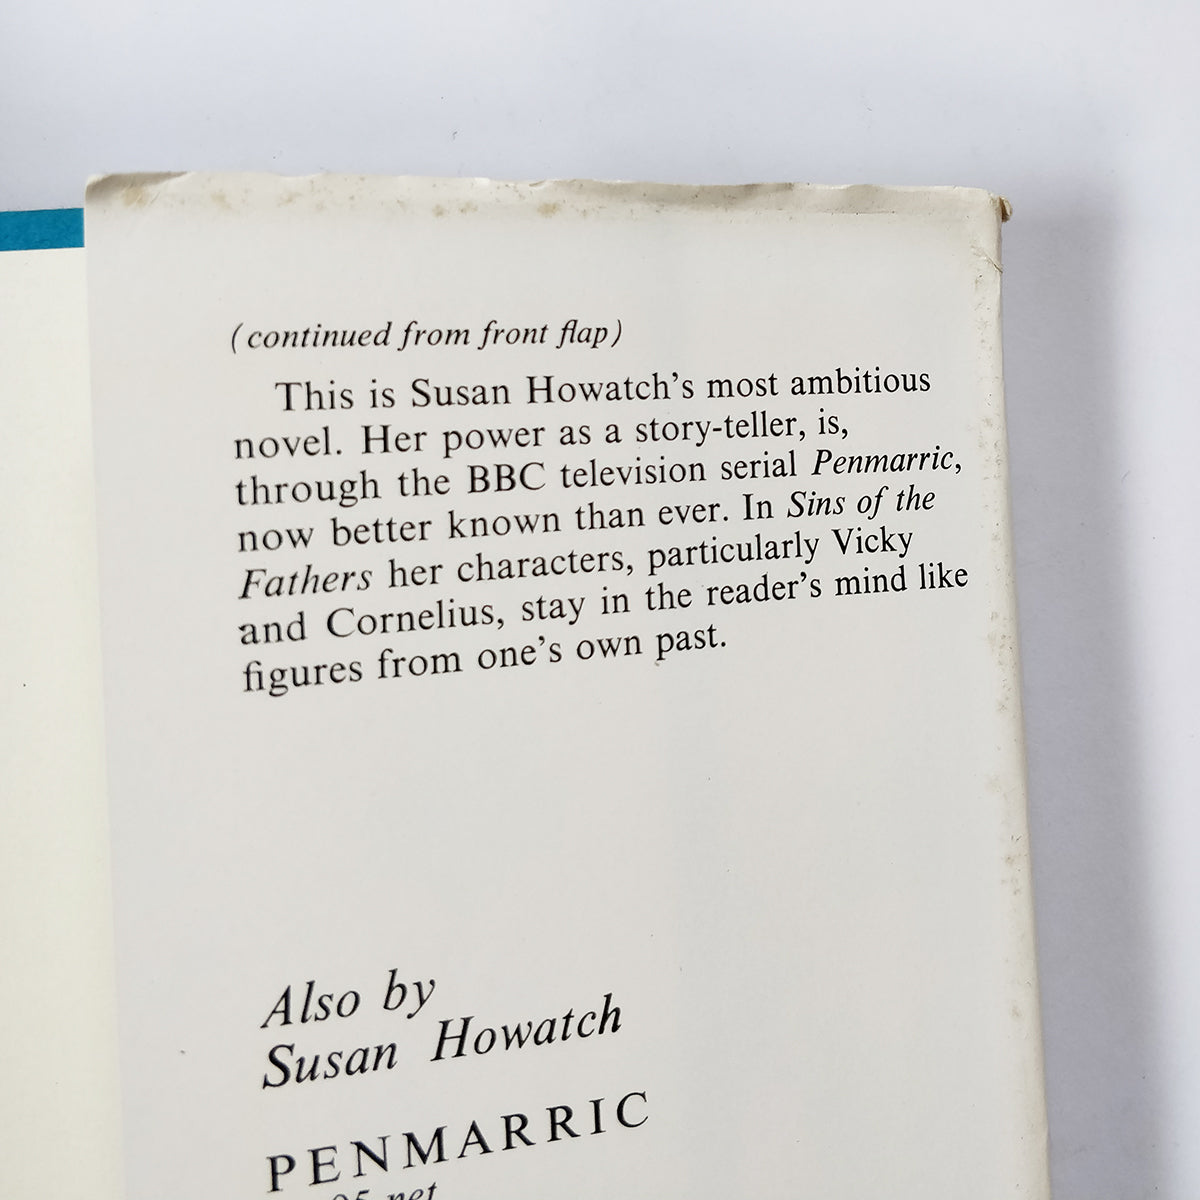 (continued from front flap)
This is Susan Howatch's most ambitious
novel. Her power as a story-teller, is,
through the BBC television serial Penmarric,
now better known than ever. In Sins of the
Fathers her characters, particularly Vicky
and Cornelius, stay in the reader's mind like
figures from one's own past.
Also by
Susan Howatch
PENMARRIC
net